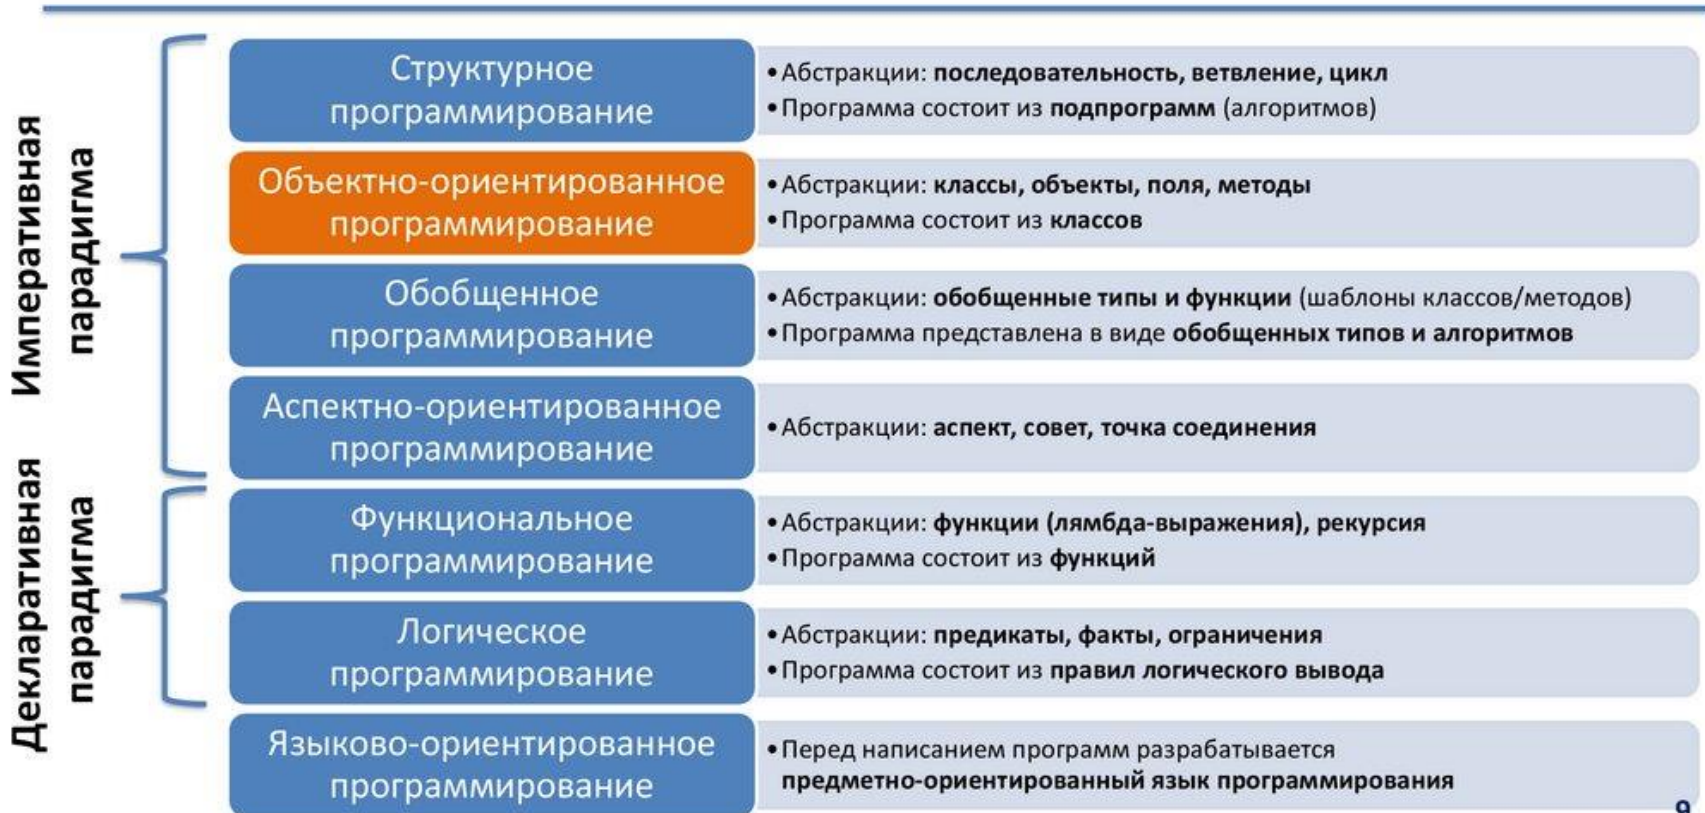 Императивная
парадигма
Структурное
программирование
• Абстракции: последовательность, ветвление, цикл
• Программа состоит из подпрограмм (алгоритмов)
Объектно-ориентированное
программирование
• Абстракции: классы, объекты, поля, методы
• Программа состоит из классов
Обобщенное
программирование
• Абстракции: обобщенные типы и функции (шаблоны классов/методов)
• Программа представлена в виде обобщенных типов и алгоритмов
Аспектно-ориентированное
программирование
• Абстракции: аспект, совет, точка соединения
Декларативная
парадигма
Функциональное
программирование
• Абстракции: функции (лямбда-выражения), рекурсия
• Программа состоит из функций
Логическое
программирование
• Абстракции: предикаты, факты, ограничения
• Программа состоит из правил логического вывода
Языково-ориентированное
программирование
• Перед написанием программ разрабатывается
предметно-ориентированный язык программирования
9